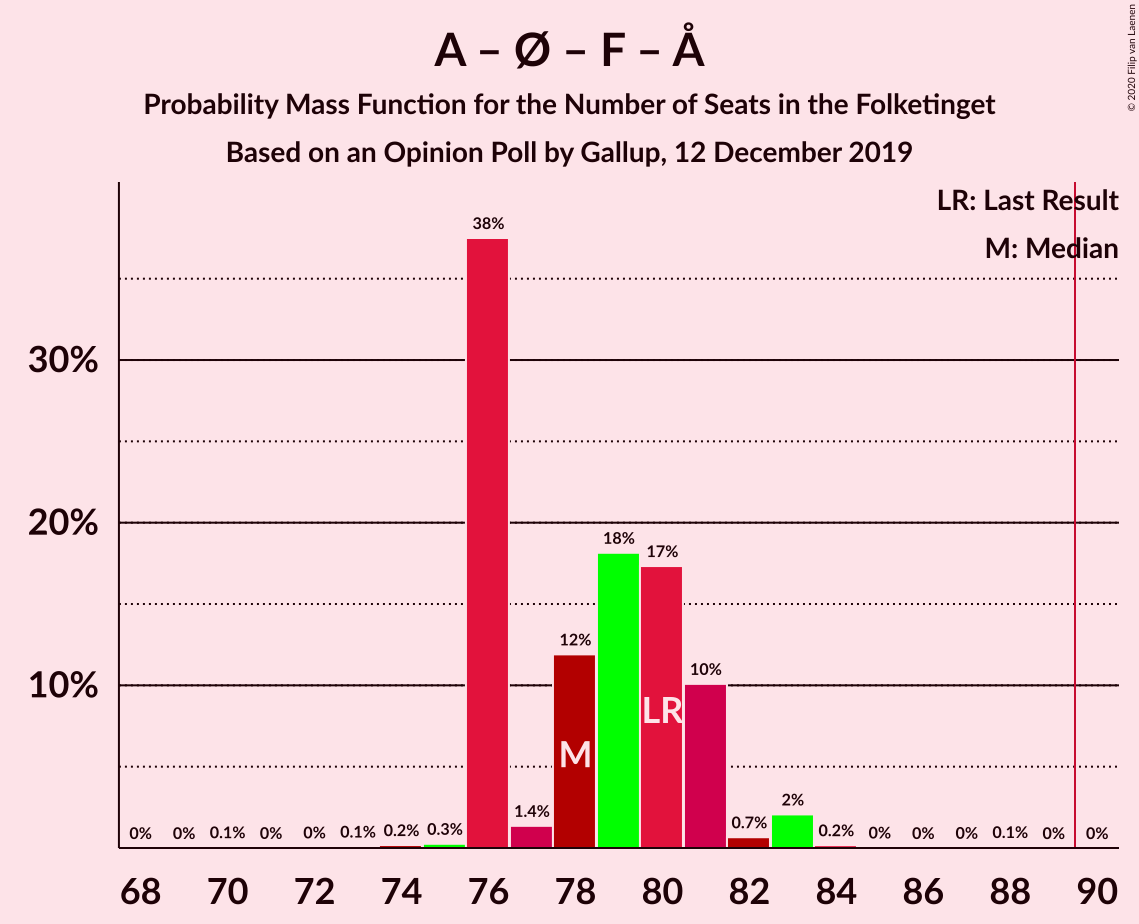 A – Ø – F – Å
Probability Mass Function for the Number of Seats in the Folketinget
Based on an Opinion Poll by Gallup, 12 December 2019
© 2020 Filip van Laenen
LR: Last Result
M: Median
38%
30%
20%
18%
17%
12%
10%
10%
LR
M
2%
1.4%
0.7%
0% 0% 0.1% 0% 0% 0.1% 0.2% 0.3% 0.2% 0% 0% 0% 0.1% 0% 0%
68 70 72 74 76 78 80 82 84 86 88 90